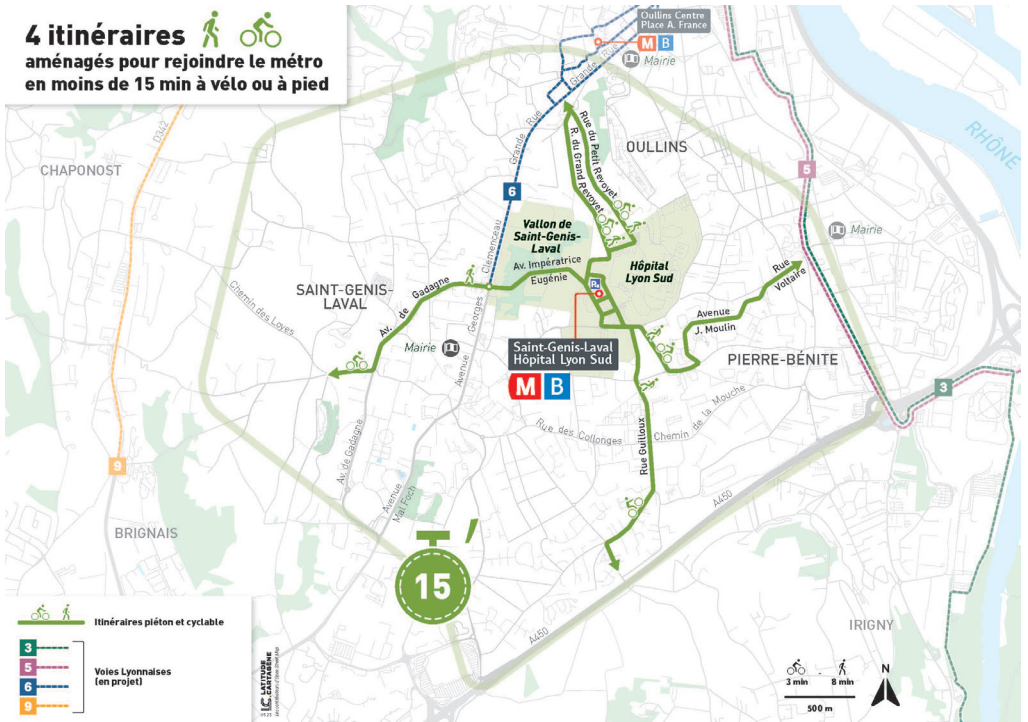 4 itinéraires
aménagés pour rejoindre le métro
en moins de 15 min à vélo ou à pied
Oullins Centre
Place A. France
M B
Mairie
Grande Rue
Grande Rue
D342
CHAPONOST
OULLINS
RHÔNE
5
6
Rue du Petit Revoyet
R. du Grand Revoyet
Vallon de
Saint-Genis-
Laval
Mairie
Clemenceau
Av. Impératrice
Eugénie
Hôpital
Lyon Sud
Rue
Voltaire
SAINT-GENIS-
LAVAL
Av. de Gadagne
Chemin des Loyes
Georges
Avenue
Avenue
J. Moulin
Mairie
Saint-Genis-Laval
Hôpital Lyon Sud
M B
PIERRE-BÉNITE
3
Rue des Collonges
Chemin de la Mouche
Rue Guilloux
Av. de Gadagne
Avenue
Mal Foch
9
A450
BRIGNAIS
15
A450
IRIGNY
Itinéraires piéton et cyclable
3
5
6
9
Voies Lyonnaises
(en projet)
LATITUDE
CARTAGÈNE
3 min - 8 min
500 m
N